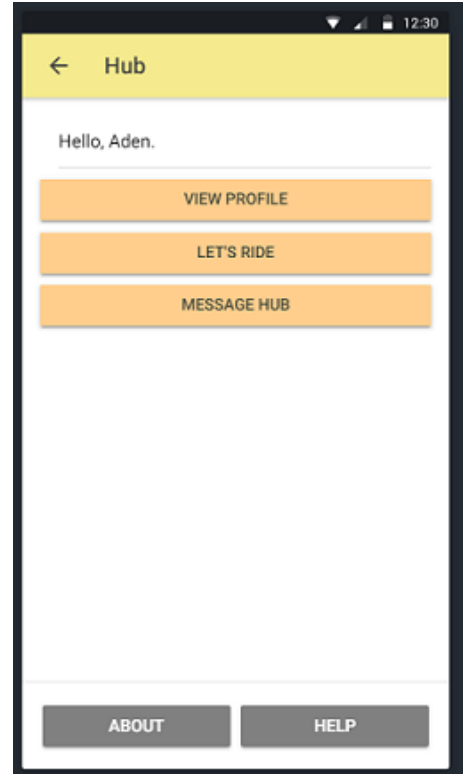 12:30
Hub
Hello, Aden.
VIEW PROFILE
LET'S RIDE
MESSAGE HUB
ABOUT HELP